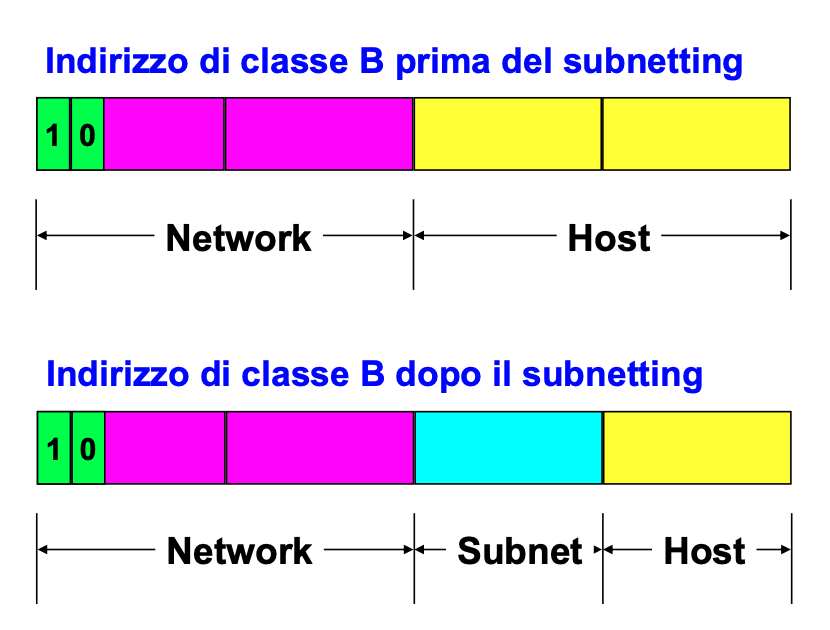 Indirizzo di classe B prima del subnetting
1 0
Network Host
Indirizzo di classe B dopo il subnetting
1 0
Network Subnet Host